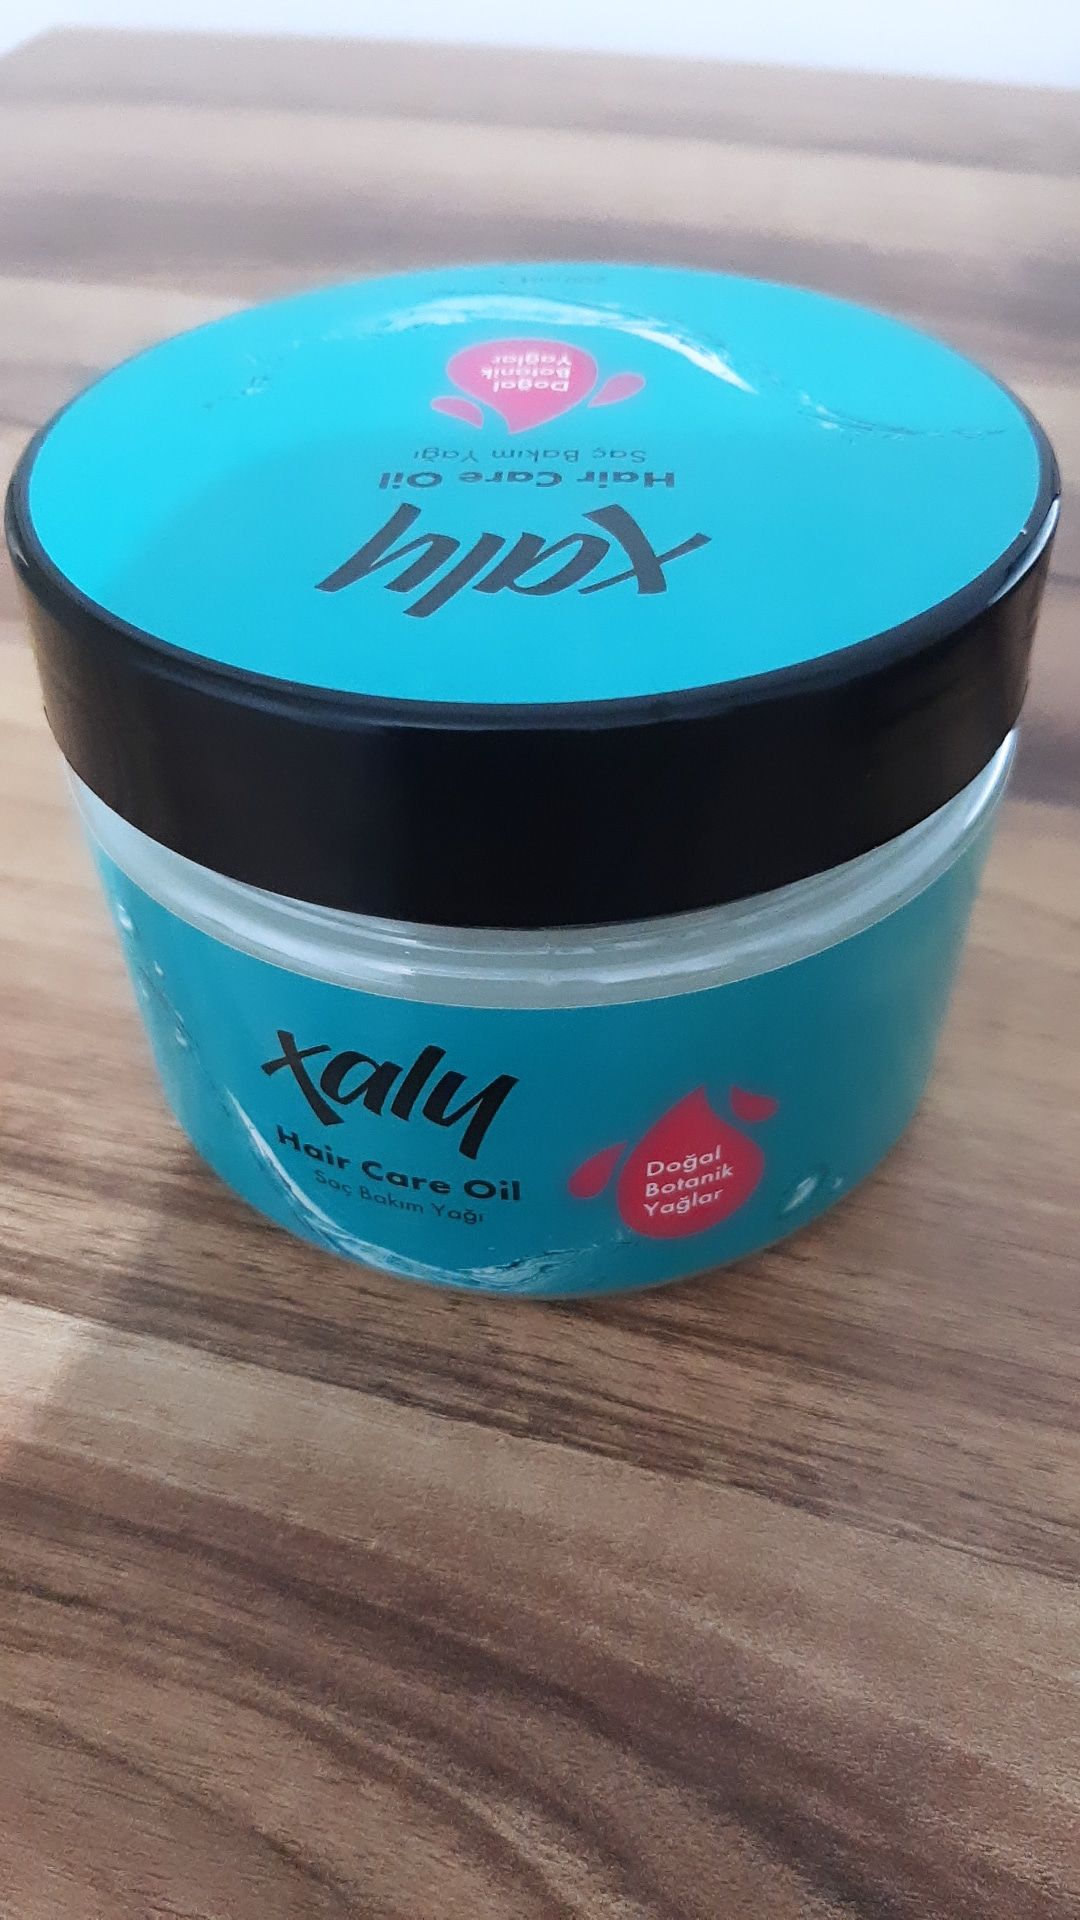 Doğal
Botanik
Yağlar
Saç Bakım Yağı
Hair Care Oil
xaly
xaly
Hair Care Oil
Saç Bakım Yağı
Doğal
Botanik
Yağlar